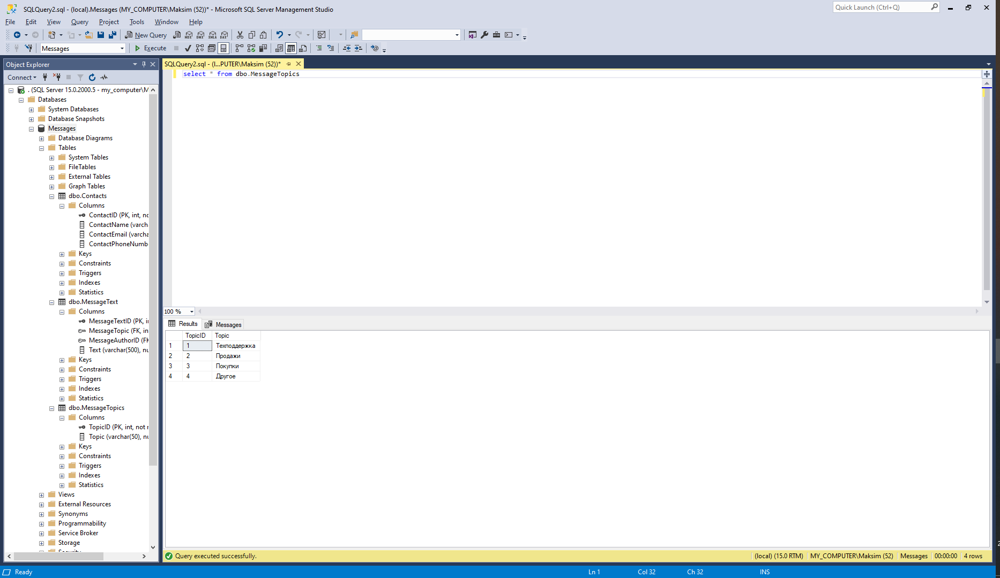 SQLQuery2.sql - (local).Messages (MY_COMPUTER\Maksim (52))* - Microsoft SQL Server Management Studio
Quick Launch (Ctrl+Q)
File Edit View Query Project Tools Window Help
New Query MDX DMX XMLA DAX
Messages Execute
Object Explorer
Connect
. (SQL Server 15.0.2000.5 - my_computer\M
Databases
System Databases
Database Snapshots
Messages
Database Diagrams
Tables
System Tables
FileTables
External Tables
Graph Tables
dbo.Contacts
Columns
ContactID (PK, int, no
ContactName (varch
ContactEmail (varcha
ContactPhoneNumb
Keys
Constraints
Triggers
Indexes
Statistics
dbo.MessageText
Columns
MessageTextID (PK, i
MessageTopic (FK, in
MessageAuthorID (FK
Text (varchar(500), nu
Keys
Constraints
Triggers
Indexes
Statistics
dbo.MessageTopics
Columns
TopicID (PK, int, not n
Topic (varchar(50), nu
Keys
Constraints
Triggers
Indexes
Statistics
Views
External Resources
Synonyms
Programmability
Service Broker
Storage
SQLQuery2.sql - (l...PUTER\Maksim (52))*
select * from dbo.MessageTopics
100 %
Results Messages
TopicID Topic
1 1 Техподдержка
2 2 Продажи
3 3 Покупки
4 4 Другое
Query executed successfully. (local) (15.0 RTM) MY_COMPUTER\Maksim (52) Messages 00:00:00 4 rows
Ready Ln 1 Col 32 Ch 32 INS